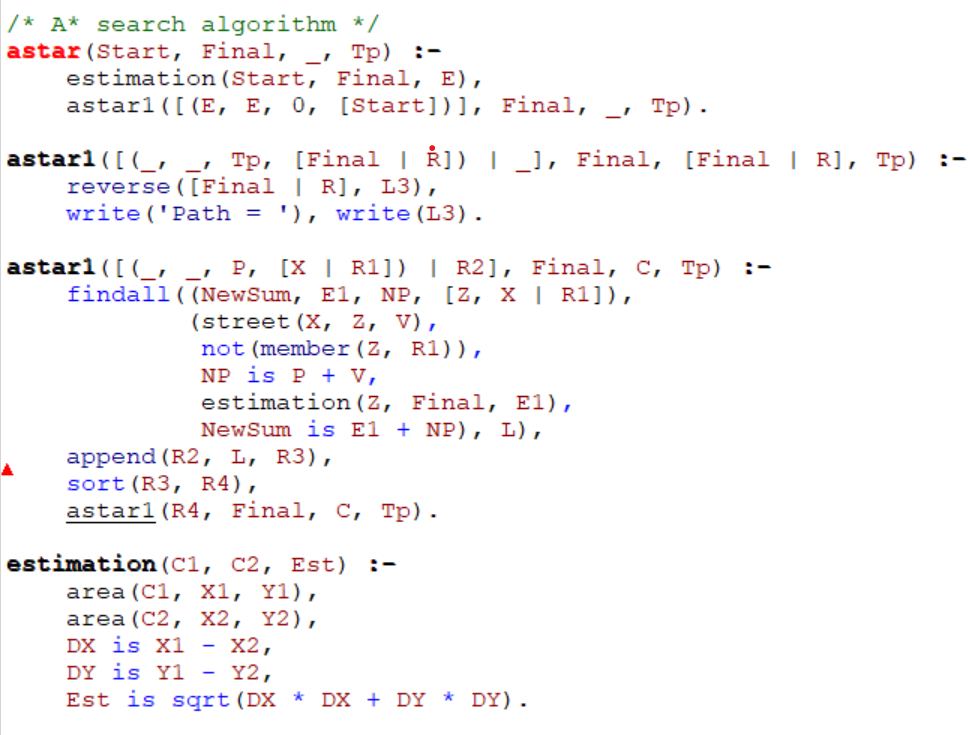 /* A* search algorithm */
astar(Start, Final, _, Tp) :-
    estimation(Start, Final, E),
    astar1([(E, E, 0, [Start])], Final, _, Tp).

astar1([(_, _, Tp, [Final | R]) | _], Final, [Final | R], Tp) :-
    reverse([Final | R], L3),
    write('Path = '), write(L3).

astar1([(_, _, P, [X | R1]) | R2], Final, C, Tp) :-
    findall((NewSum, E1, NP, [Z, X | R1]),
            (street(X, Z, V),
             not(member(Z, R1)),
             NP is P + V,
             estimation(Z, Final, E1),
             NewSum is E1 + NP), L),
    append(R2, L, R3),
    sort(R3, R4),
    astar1(R4, Final, C, Tp).

estimation(C1, C2, Est) :-
    area(C1, X1, Y1),
    area(C2, X2, Y2),
    DX is X1 - X2,
    DY is Y1 - Y2,
    Est is sqrt(DX * DX + DY * DY).